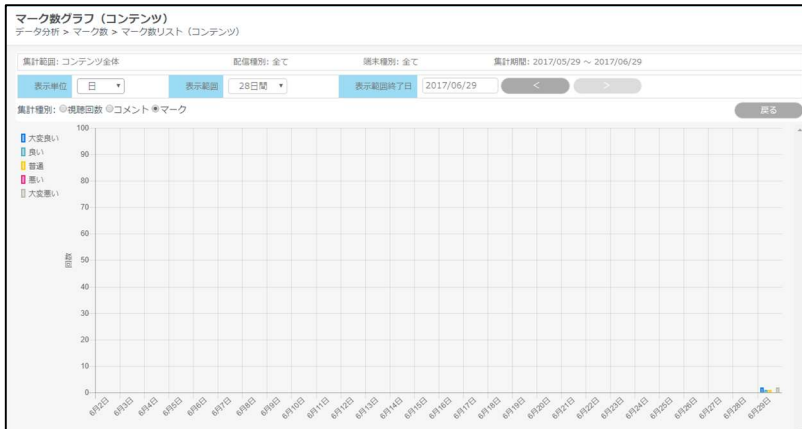 マーク数グラフ（コンテンツ）
データ分析 > マーク数 > マーク数リスト（コンテンツ）
集計範囲: コンテンツ全体 配信種別: 全て 端末種別: 全て 集計期間: 2017/05/29 ～ 2017/06/29
表示単位 日 表示範囲 28日間 表示範囲終了日 2017/06/29 < >
集計種別: 視聴回数 コメント マーク 戻る
大変良い
良い
普通
悪い
大変悪い
100
90
80
70
60
50
40
30
20
10
0
回数
6月2日 6月3日 6月4日 6月5日 6月6日 6月7日 6月8日 6月9日 6月10日 6月11日 6月12日 6月13日 6月14日 6月15日 6月16日 6月17日 6月18日 6月19日 6月20日 6月21日 6月22日 6月23日 6月24日 6月25日 6月26日 6月27日 6月28日 6月29日